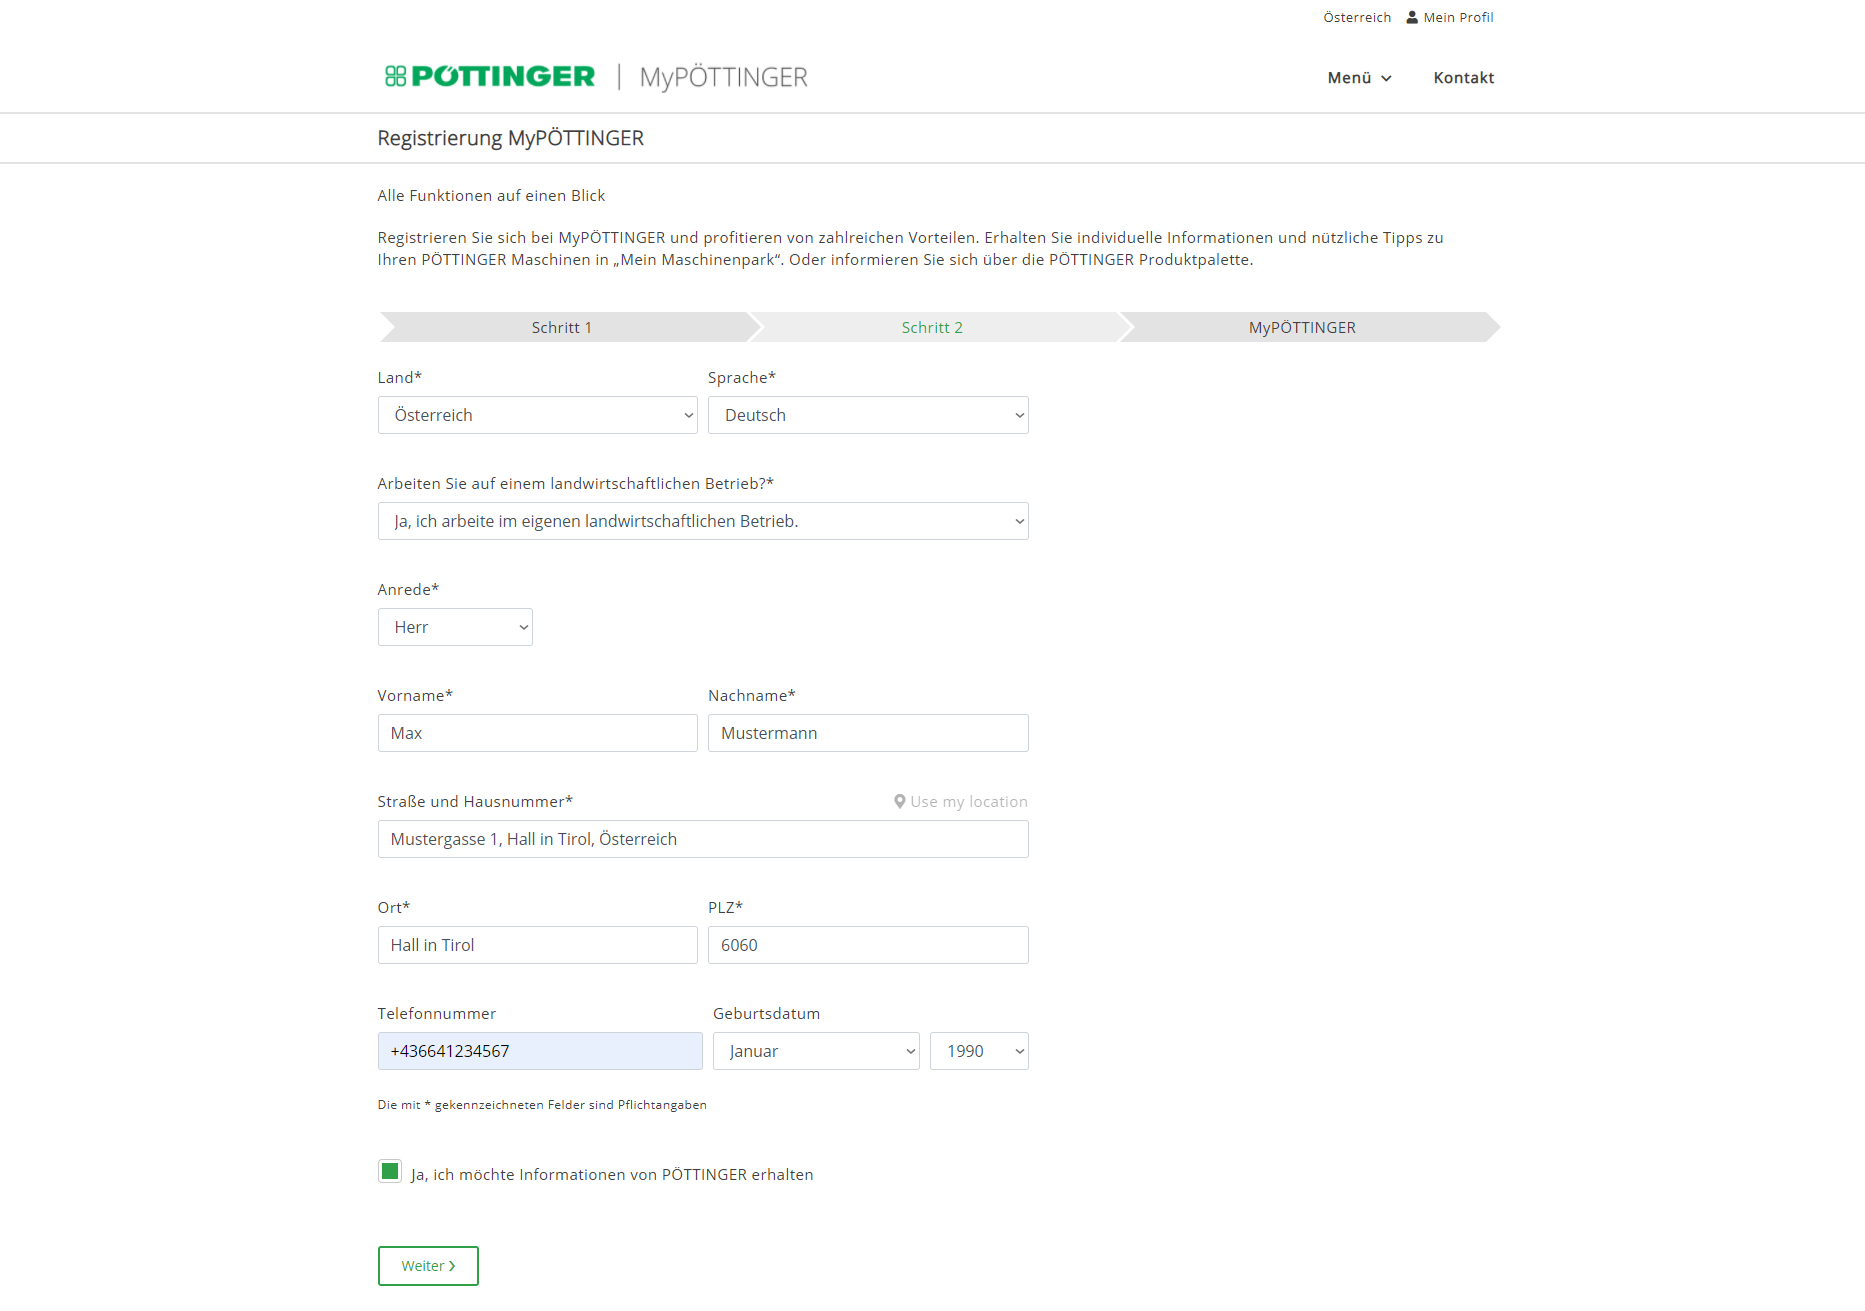 Österreich Mein Profil
PÖTTINGER | MyPÖTTINGER
Menü Kontakt
Registrierung MyPÖTTINGER
Alle Funktionen auf einen Blick
Registrieren Sie sich bei MyPÖTTINGER und profitieren von zahlreichen Vorteilen. Erhalten Sie individuelle Informationen und nützliche Tipps zu
Ihren PÖTTINGER Maschinen in „Mein Maschinenpark“. Oder informieren Sie sich über die PÖTTINGER Produktpalette.
Schritt 1 Schritt 2 MyPÖTTINGER
Land* Sprache*
Österreich Deutsch
Arbeiten Sie auf einem landwirtschaftlichen Betrieb?*
Ja, ich arbeite im eigenen landwirtschaftlichen Betrieb.
Anrede*
Herr
Vorname* Nachname*
Max Mustermann
Straße und Hausnummer* Use my location
Mustergasse 1, Hall in Tirol, Österreich
Ort* PLZ*
Hall in Tirol 6060
Telefonnummer Geburtsdatum
+436641234567 Januar 1990
Die mit * gekennzeichneten Felder sind Pflichtangaben
Ja, ich möchte Informationen von PÖTTINGER erhalten
Weiter ❯